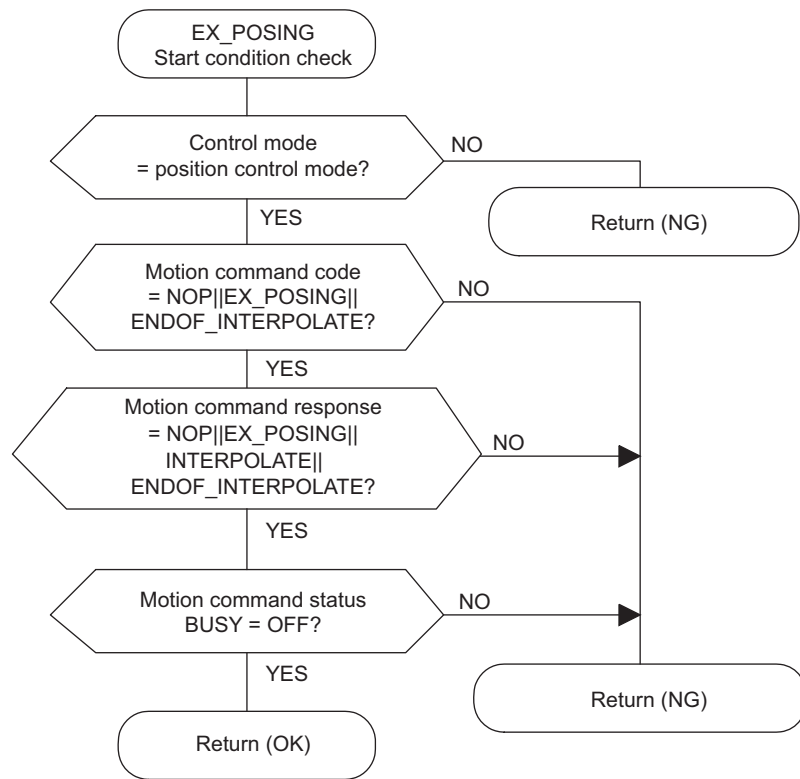 EX_POSING
Start condition check
Control mode
= position control mode?
NO
Return (NG)
YES
Motion command code
= NOP||EX_POSING||
ENDOF_INTERPOLATE?
NO
YES
Motion command response
= NOP||EX_POSING||
INTERPOLATE||
ENDOF_INTERPOLATE?
NO
YES
Motion command status
BUSY = OFF?
NO
YES
Return (NG)
Return (OK)